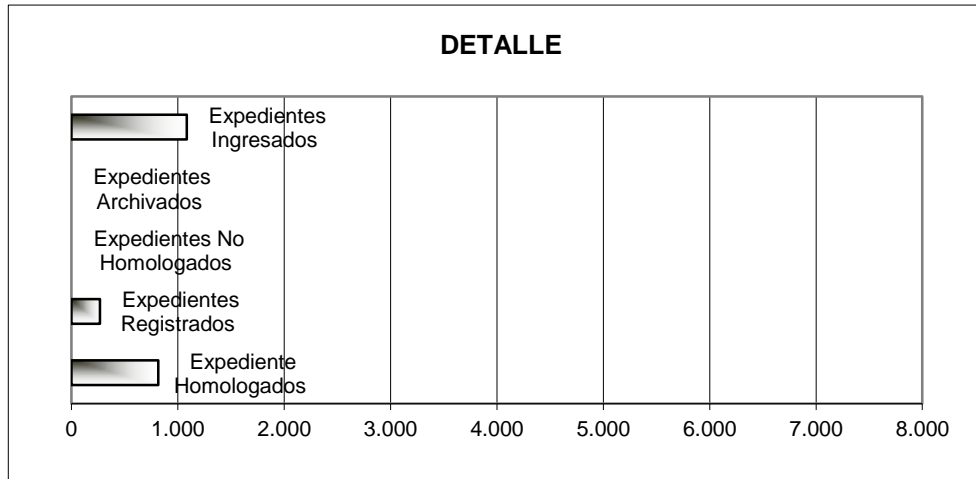 DETALLE
Expedientes
Ingresados
Expedientes
Archivados
Expedientes No
Homologados
Expedientes
Registrados
Expediente
Homologados
0 1.000 2.000 3.000 4.000 5.000 6.000 7.000 8.000